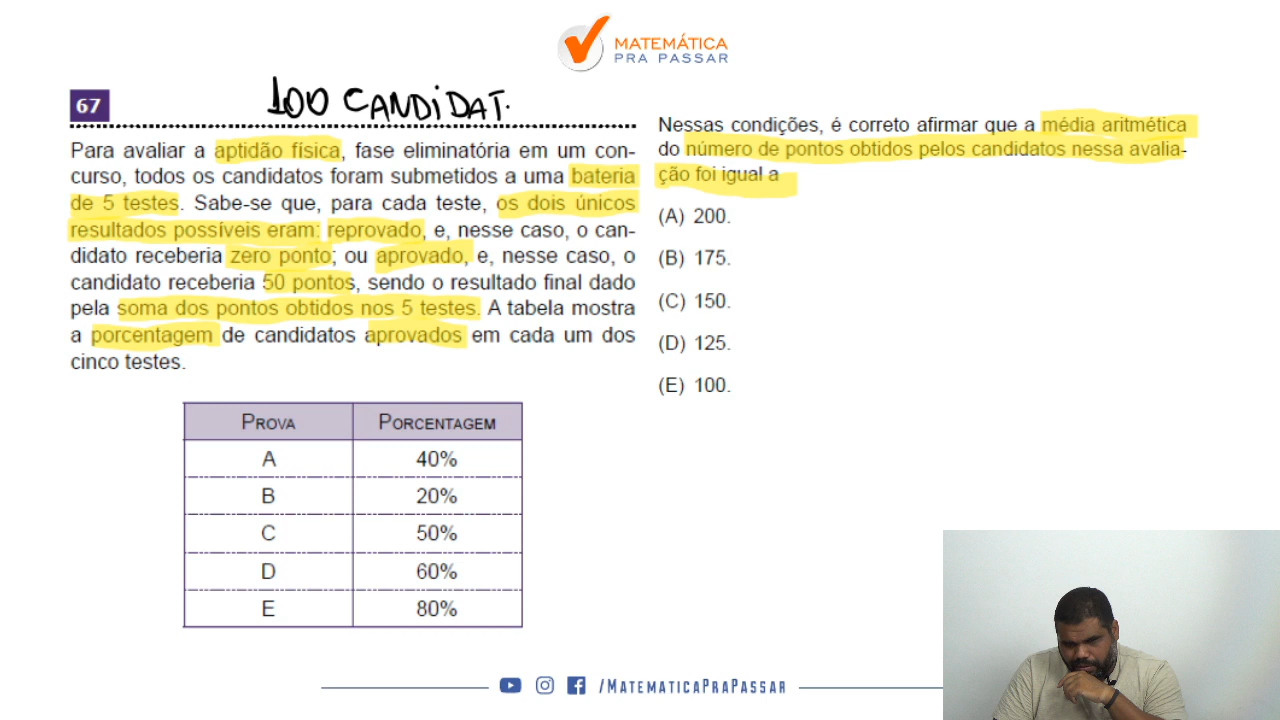 MATEMÁTICA
PRA PASSAR
67
100 CANDIDAT.
Para avaliar a aptidão física, fase eliminatória em um con-
curso, todos os candidatos foram submetidos a uma bateria
de 5 testes. Sabe-se que, para cada teste, os dois únicos
resultados possíveis eram: reprovado, e, nesse caso, o can-
didato receberia zero ponto; ou aprovado, e, nesse caso, o
candidato receberia 50 pontos, sendo o resultado final dado
pela soma dos pontos obtidos nos 5 testes. A tabela mostra
a porcentagem de candidatos aprovados em cada um dos
cinco testes.
PROVA PORCENTAGEM
A 40%
B 20%
C 50%
D 60%
E 80%
Nessas condições, é correto afirmar que a média aritmética
do número de pontos obtidos pelos candidatos nessa avalia-
ção foi igual a
(A) 200.
(B) 175.
(C) 150.
(D) 125.
(E) 100.
/MATEMATICAPRAPASSAR